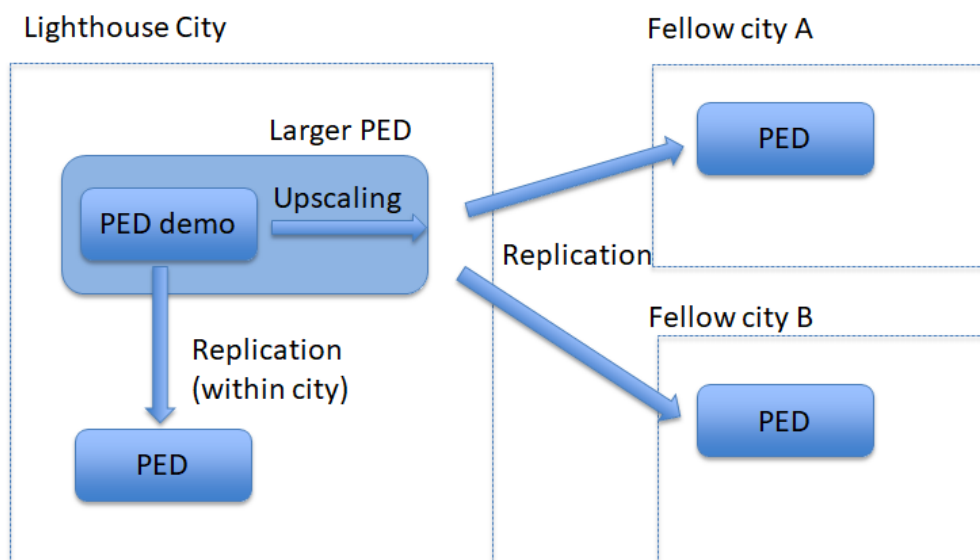 Lighthouse City
Fellow city A
Larger PED
PED
Upscaling
PED demo
Replication
Replication
(within city)
Fellow city B
PED
PED